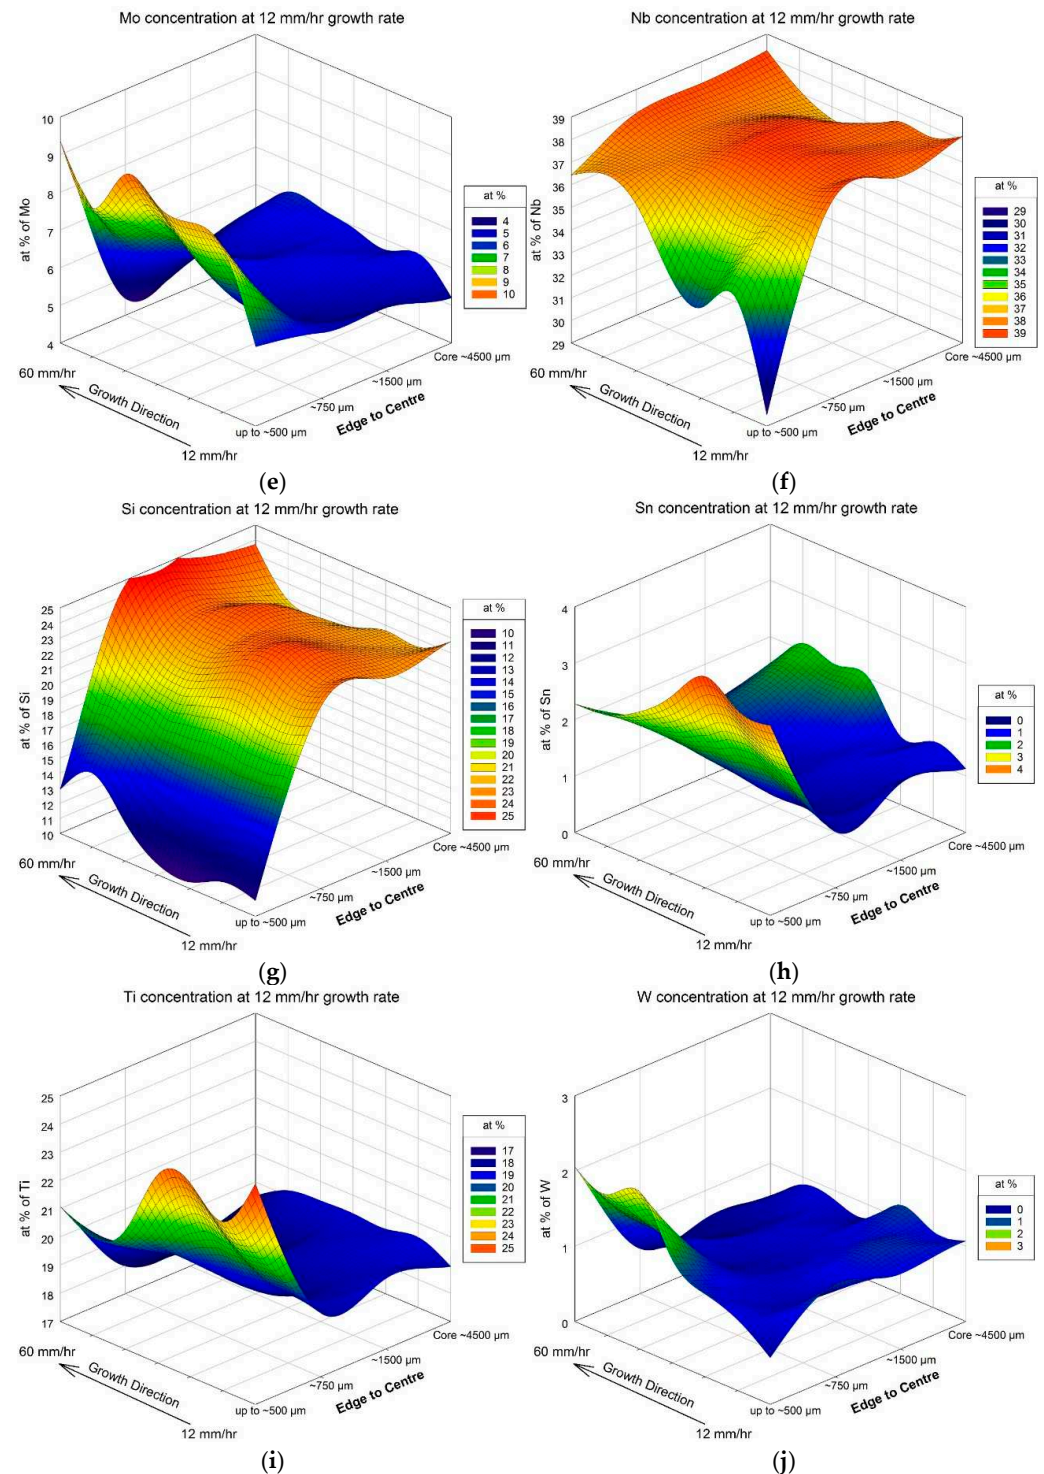 Mo concentration at 12 mm/hr growth rate
at % of Mo
10
9
8
7
6
5
4
at %
4
5
6
7
8
9
10
60 mm/hr
Growth Direction
12 mm/hr
up to ~500 µm
~750 µm
~1500 µm
Core ~4500 µm
Edge to Centre
(e)
Nb concentration at 12 mm/hr growth rate
at % of Nb
39
38
37
36
35
34
33
32
31
30
29
at %
29
30
31
32
33
34
35
36
37
38
39
60 mm/hr
Growth Direction
12 mm/hr
up to ~500 µm
~750 µm
~1500 µm
Core ~4500 µm
Edge to Centre
(f)
Si concentration at 12 mm/hr growth rate
at % of Si
25
24
23
22
21
20
19
18
17
16
15
14
13
12
11
10
at %
10
11
12
13
14
15
16
17
18
19
20
21
22
23
24
25
60 mm/hr
Growth Direction
12 mm/hr
up to ~500 µm
~750 µm
~1500 µm
Core ~4500 µm
Edge to Centre
(g)
Sn concentration at 12 mm/hr growth rate
at % of Sn
4
3
2
1
0
at %
0
1
2
3
4
60 mm/hr
Growth Direction
12 mm/hr
up to ~500 µm
~750 µm
~1500 µm
Core ~4500 µm
Edge to Centre
(h)
Ti concentration at 12 mm/hr growth rate
at % of Ti
25
24
23
22
21
20
19
18
17
at %
17
18
19
20
21
22
23
24
25
60 mm/hr
Growth Direction
12 mm/hr
up to ~500 µm
~750 µm
~1500 µm
Core ~4500 µm
Edge to Centre
(i)
W concentration at 12 mm/hr growth rate
at % of W
3
2
1
0
at %
0
1
2
3
60 mm/hr
Growth Direction
12 mm/hr
up to ~500 µm
~750 µm
~1500 µm
Core ~4500 µm
Edge to Centre
(j)